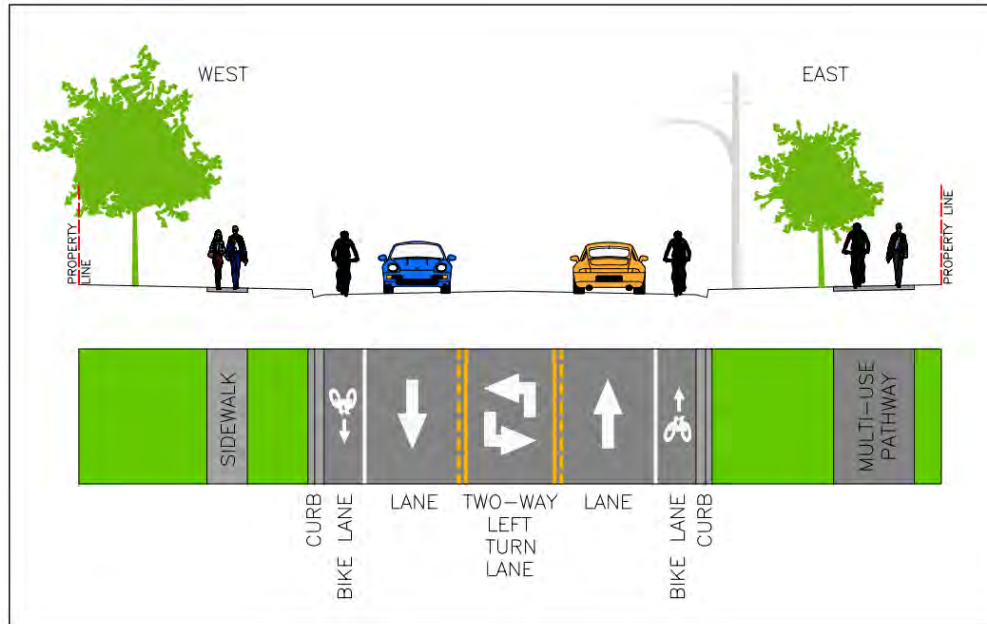 WEST
EAST
PROPERTY
LINE
PROPERTY LINE
SIDEWALK
MULTI-USE
PATHWAY
CURB
BIKE LANE
LANE
TWO-WAY
LEFT
TURN
LANE
LANE
BIKE LANE
CURB